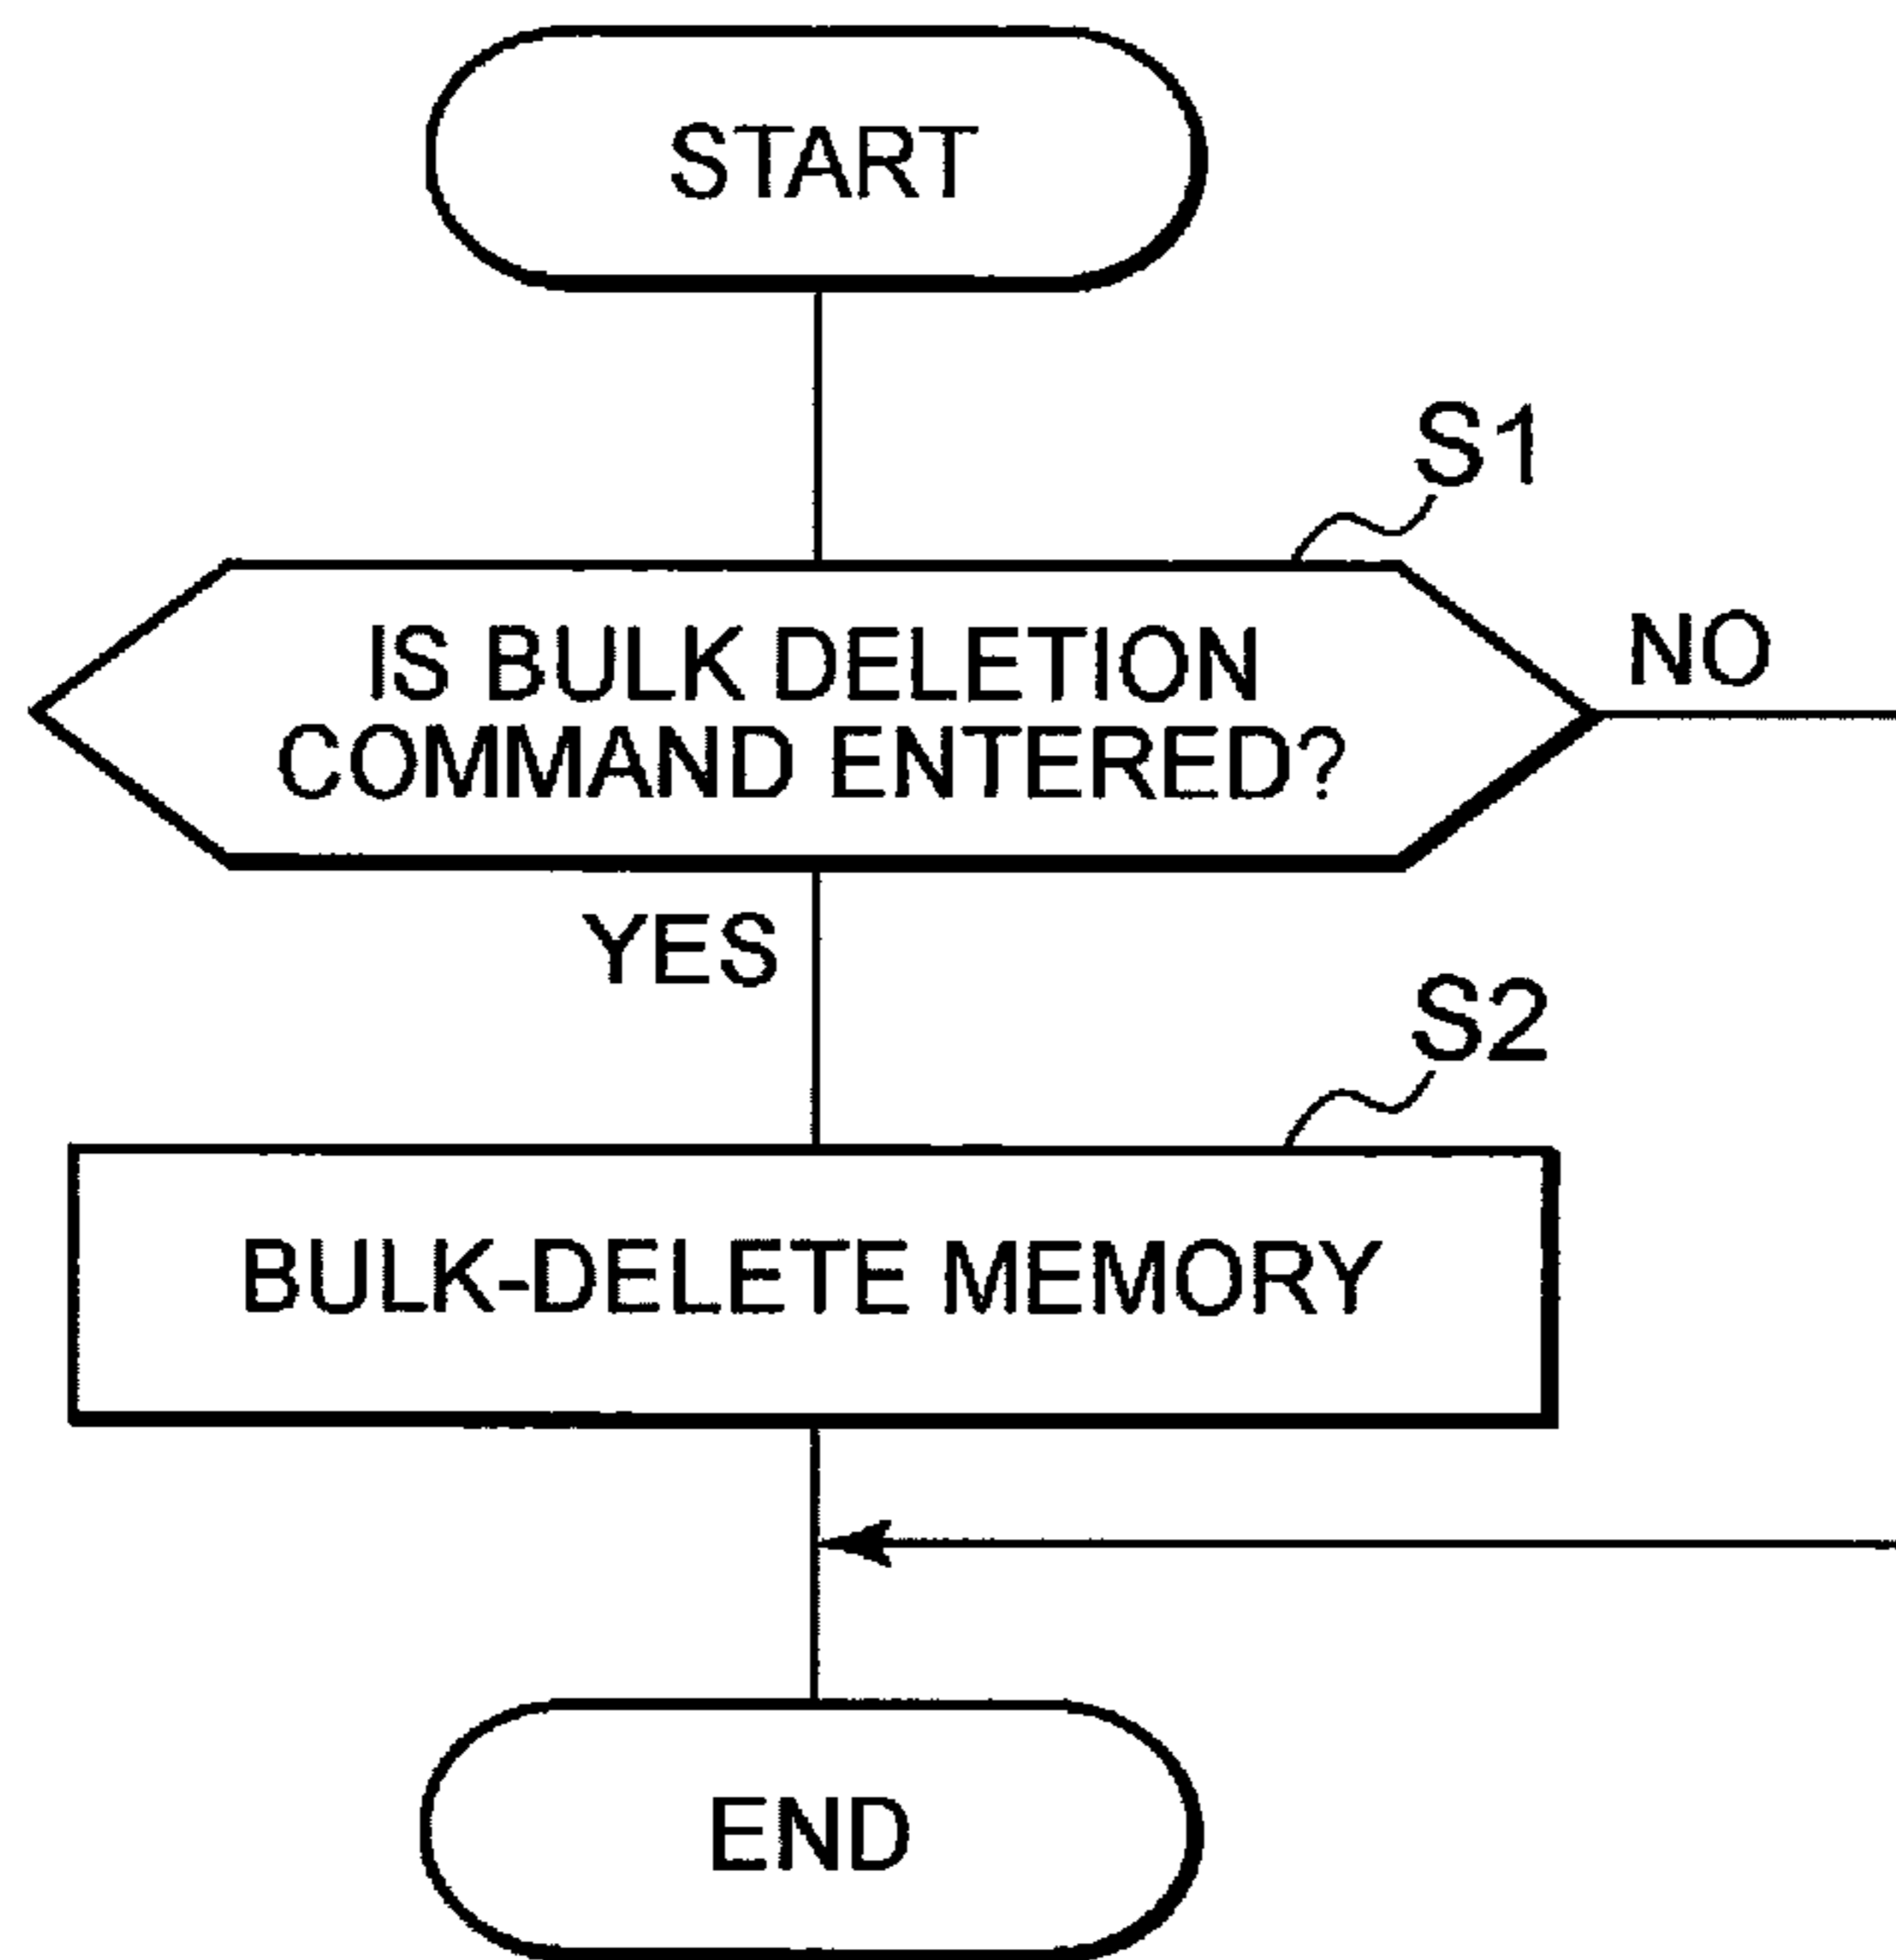 START
S1
IS BULK DELETION
COMMAND ENTERED?
NO
YES
S2
BULK-DELETE MEMORY
END